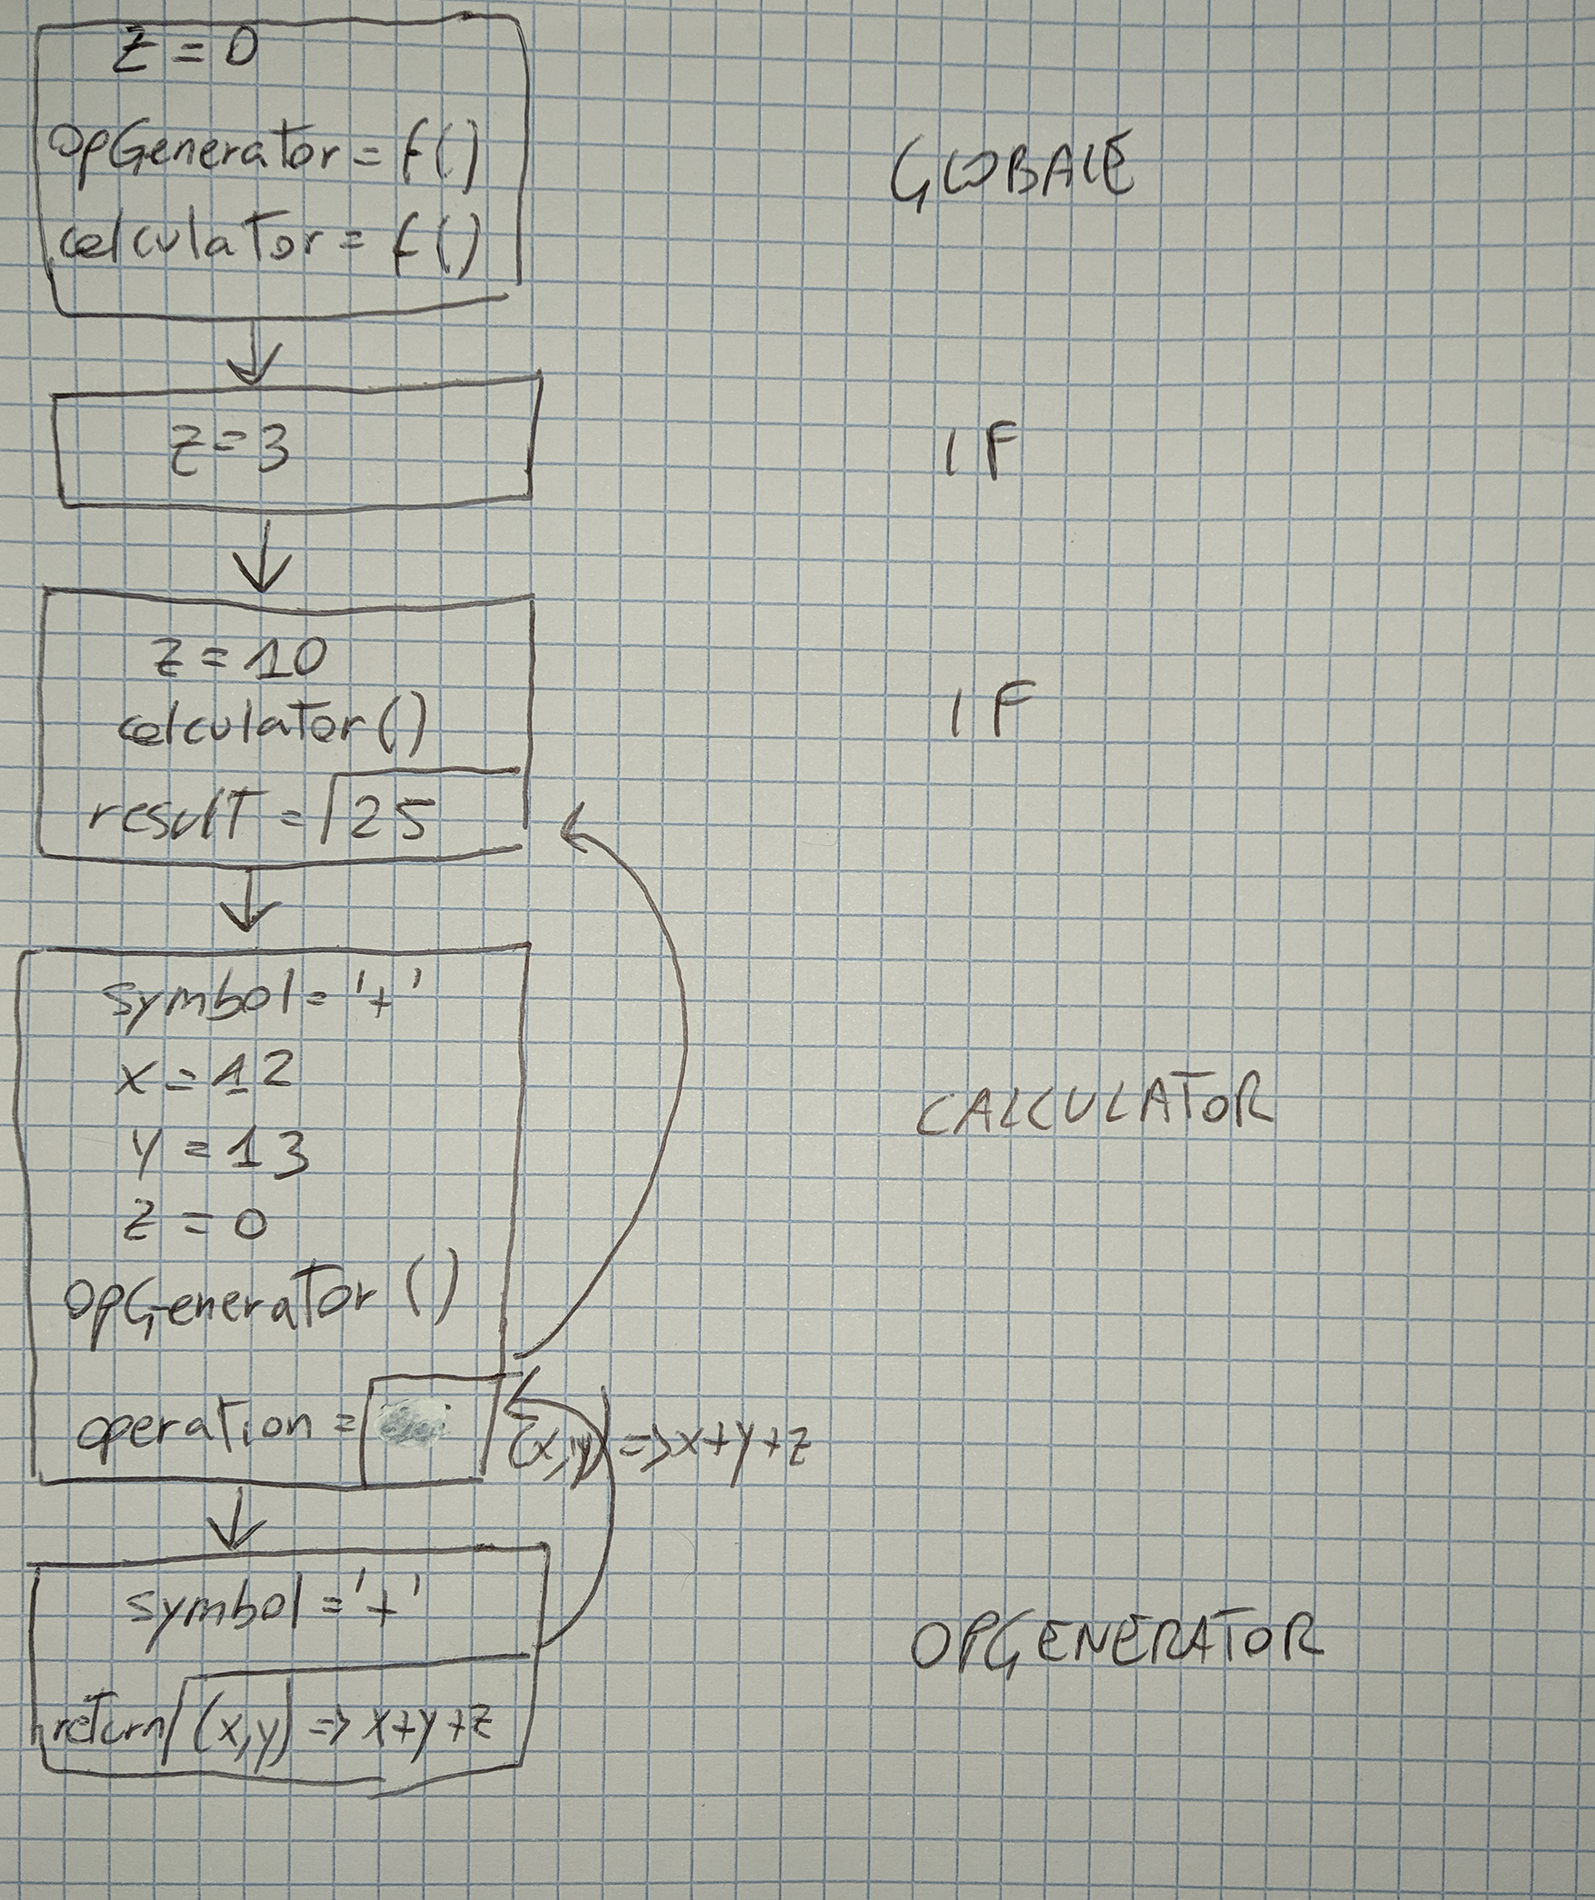 z = 0
opGenerator = f()
calculator = f()
GLOBALE
z=3
IF
z = 10
calculator()
result = 25
IF
symbol = '+'
x = 12
y = 13
z = 0
opGenerator()
operation = (x,y) => x+y+z
CALCULATOR
symbol = '+'
return (x,y) => x+y+z
OPGENERATOR